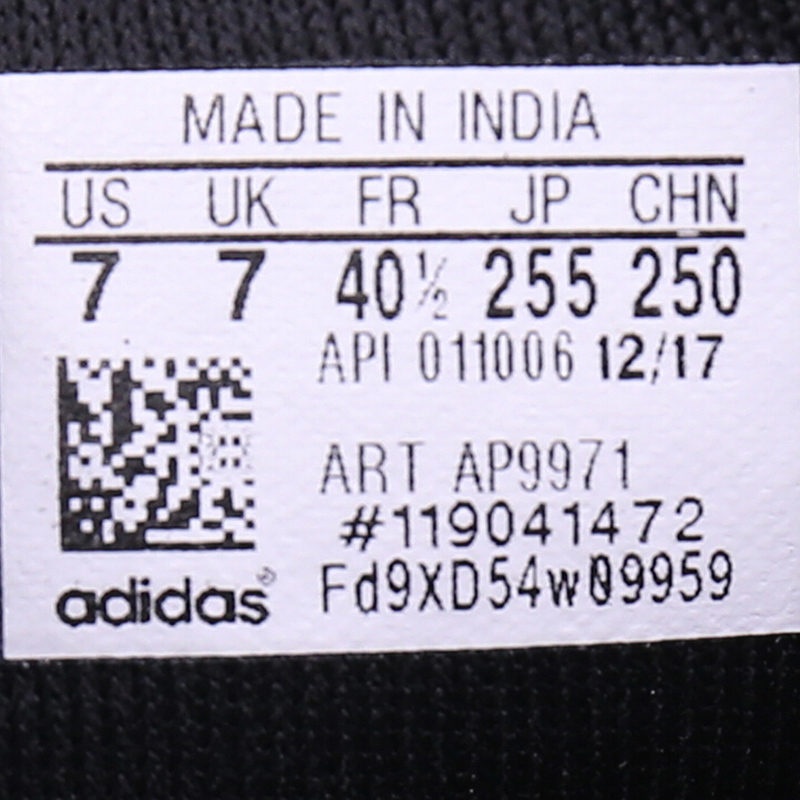 MADE IN INDIA
US UK FR JP CHN
7 7 40½ 255 250
API 011006 12/17
ART AP9971
#119041472
adidas®